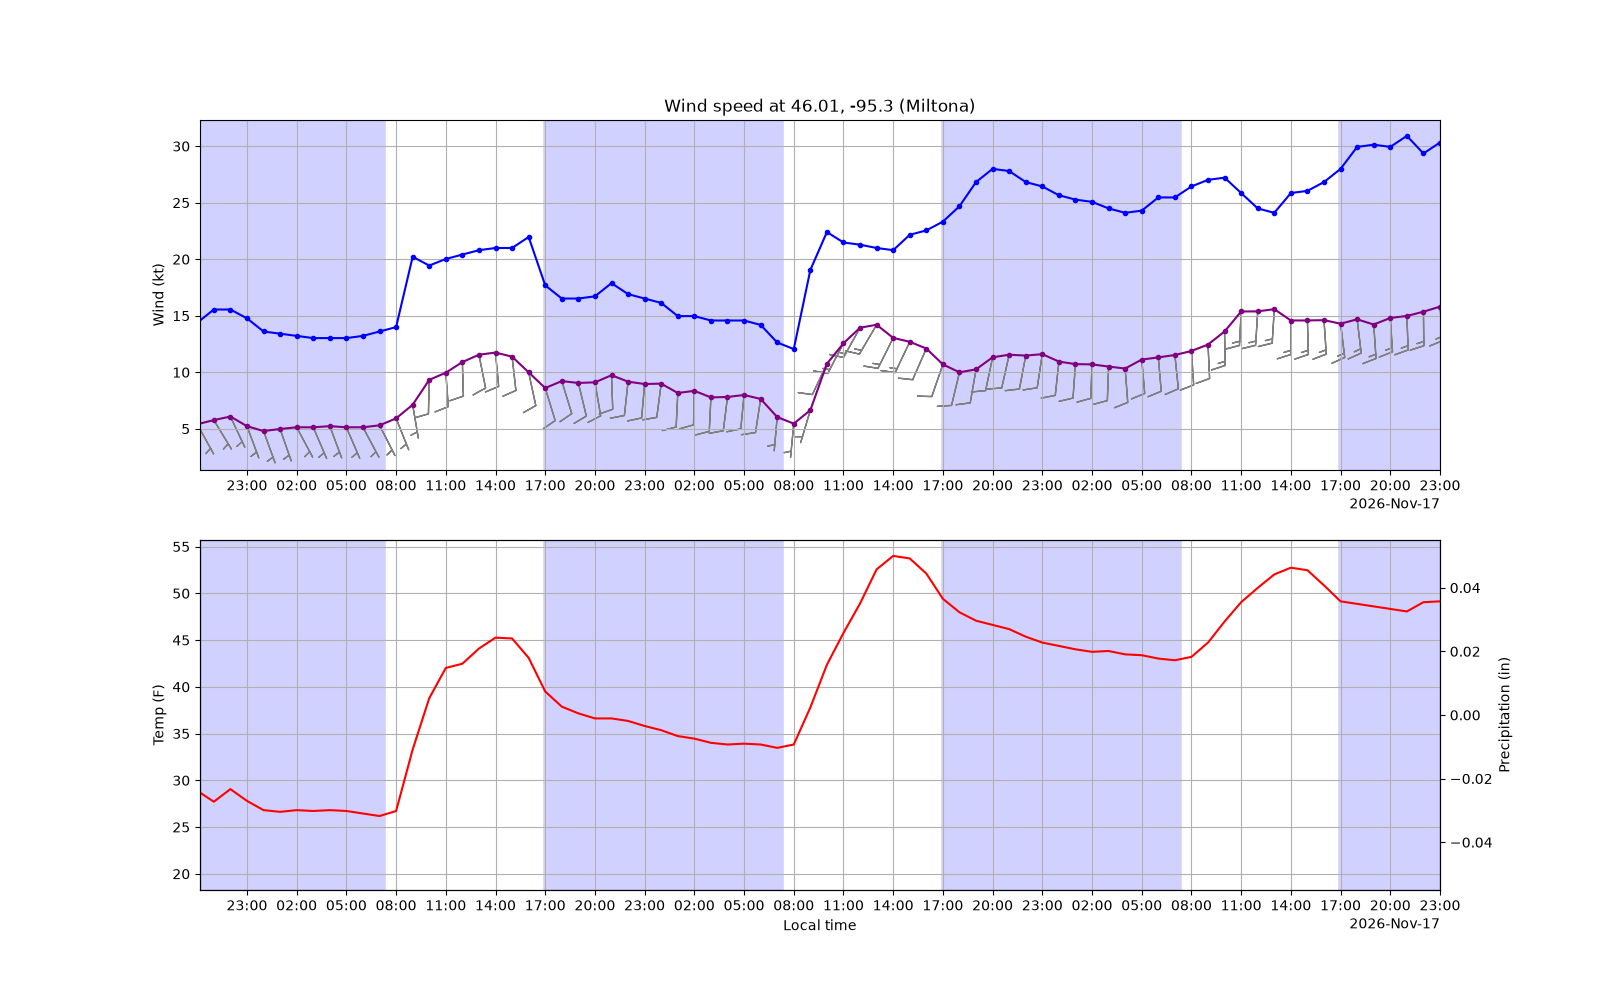 Wind speed at 46.01, -95.3 (Miltona)
Wind (kt)
30
25
20
15
10
5
23:00 02:00 05:00 08:00 11:00 14:00 17:00 20:00 23:00 02:00 05:00 08:00 11:00 14:00 17:00 20:00 23:00 02:00 05:00 08:00 11:00 14:00 17:00 20:00 23:00
2026-Nov-17
Temp (F)
55
50
45
40
35
30
25
20
0.04
0.02
0.00
−0.02
−0.04
Precipitation (in)
23:00 02:00 05:00 08:00 11:00 14:00 17:00 20:00 23:00 02:00 05:00 08:00 11:00 14:00 17:00 20:00 23:00 02:00 05:00 08:00 11:00 14:00 17:00 20:00 23:00
2026-Nov-17
Local time